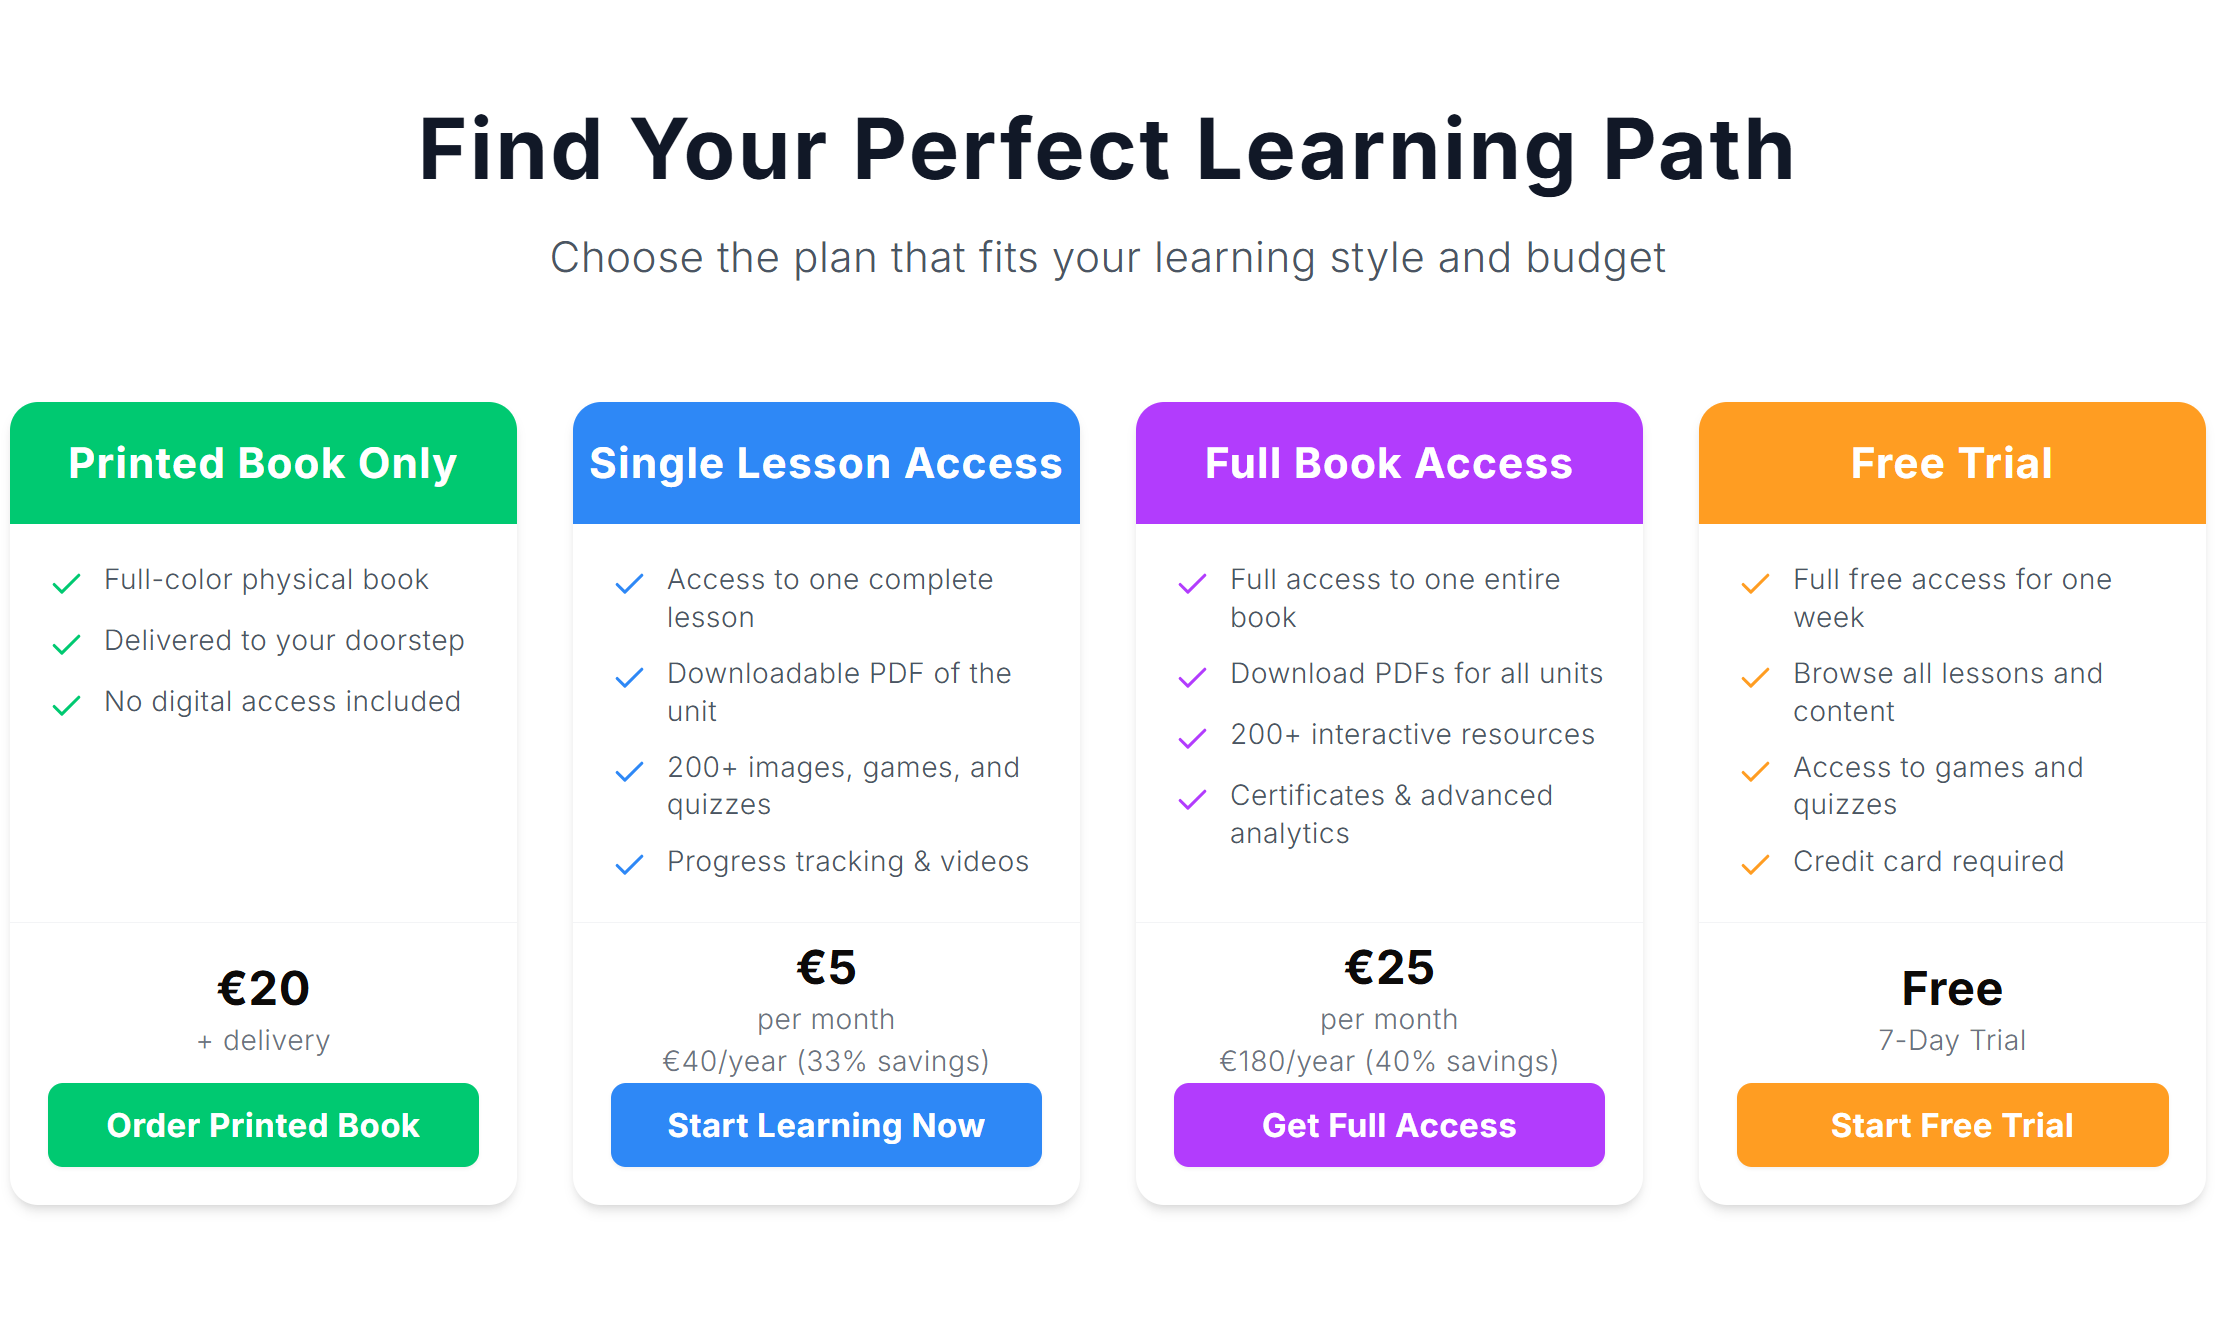 Find Your Perfect Learning Path
Choose the plan that fits your learning style and budget
Printed Book Only
Full-color physical book
Delivered to your doorstep
No digital access included
€20
+ delivery
Order Printed Book
Single Lesson Access
Access to one complete
lesson
Downloadable PDF of the
unit
200+ images, games, and
quizzes
Progress tracking & videos
€5
per month
€40/year (33% savings)
Start Learning Now
Full Book Access
Full access to one entire
book
Download PDFs for all units
200+ interactive resources
Certificates & advanced
analytics
€25
per month
€180/year (40% savings)
Get Full Access
Free Trial
Full free access for one
week
Browse all lessons and
content
Access to games and
quizzes
Credit card required
Free
7-Day Trial
Start Free Trial